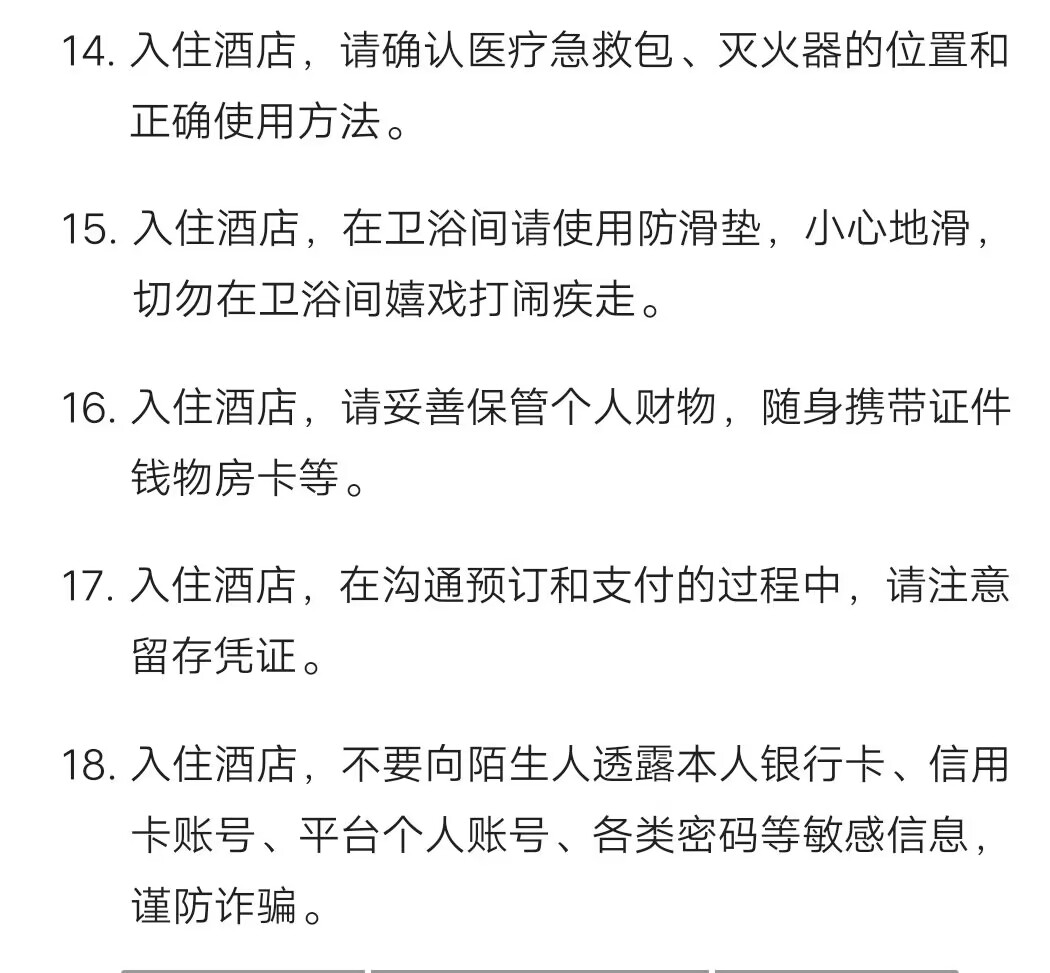 14. 入住酒店，请确认医疗急救包、灭火器的位置和
正确使用方法。
15. 入住酒店，在卫浴间请使用防滑垫，小心地滑，
切勿在卫浴间嬉戏打闹疾走。
16. 入住酒店，请妥善保管个人财物，随身携带证件
钱物房卡等。
17. 入住酒店，在沟通预订和支付的过程中，请注意
留存凭证。
18. 入住酒店，不要向陌生人透露本人银行卡、信用
卡账号、平台个人账号、各类密码等敏感信息，
谨防诈骗。